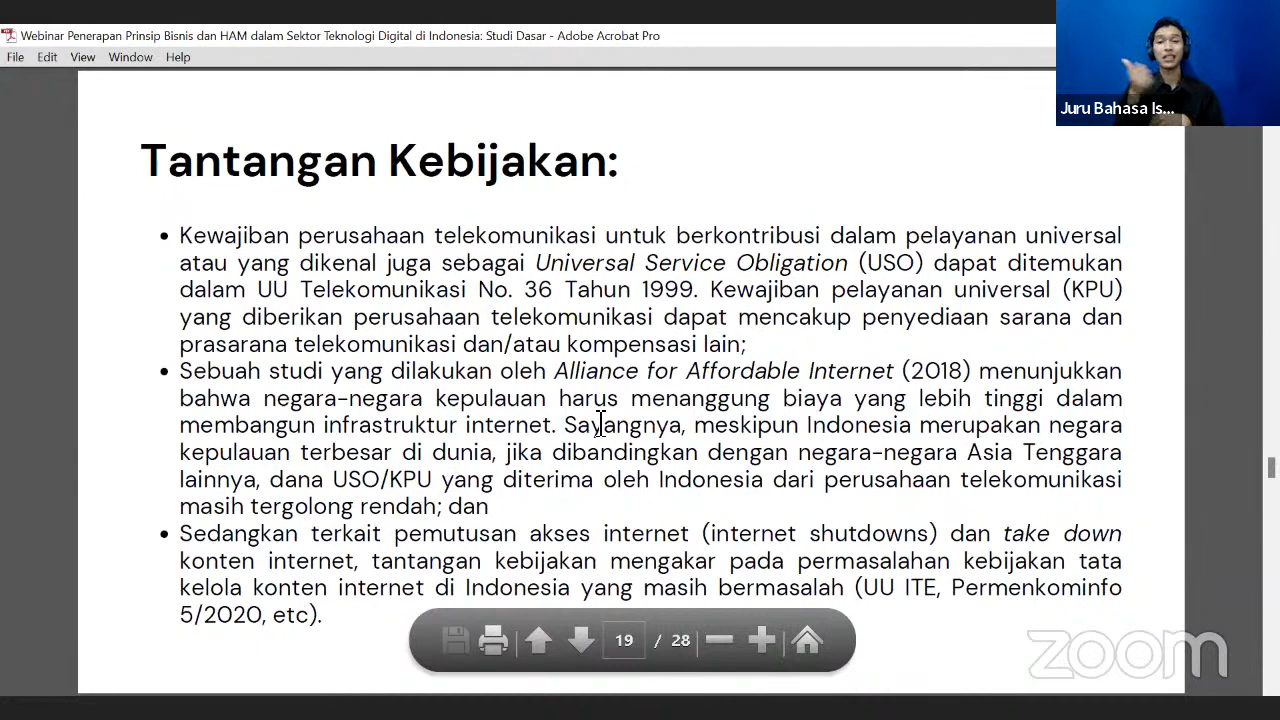 Webinar Penerapan Prinsip Bisnis dan HAM dalam Sektor Teknologi Digital di Indonesia: Studi Dasar - Adobe Acrobat Pro
File Edit View Window Help
Juru Bahasa Is...
Tantangan Kebijakan:
• Kewajiban perusahaan telekomunikasi untuk berkontribusi dalam pelayanan universal
atau yang dikenal juga sebagai Universal Service Obligation (USO) dapat ditemukan
dalam UU Telekomunikasi No. 36 Tahun 1999. Kewajiban pelayanan universal (KPU)
yang diberikan perusahaan telekomunikasi dapat mencakup penyediaan sarana dan
prasarana telekomunikasi dan/atau kompensasi lain;
• Sebuah studi yang dilakukan oleh Alliance for Affordable Internet (2018) menunjukkan
bahwa negara-negara kepulauan harus menanggung biaya yang lebih tinggi dalam
membangun infrastruktur internet. Sayangnya, meskipun Indonesia merupakan negara
kepulauan terbesar di dunia, jika dibandingkan dengan negara-negara Asia Tenggara
lainnya, dana USO/KPU yang diterima oleh Indonesia dari perusahaan telekomunikasi
masih tergolong rendah; dan
• Sedangkan terkait pemutusan akses internet (internet shutdowns) dan take down
konten internet, tantangan kebijakan mengakar pada permasalahan kebijakan tata
kelola konten internet di Indonesia yang masih bermasalah (UU ITE, Permenkominfo
5/2020, etc).
19 / 28
zoom